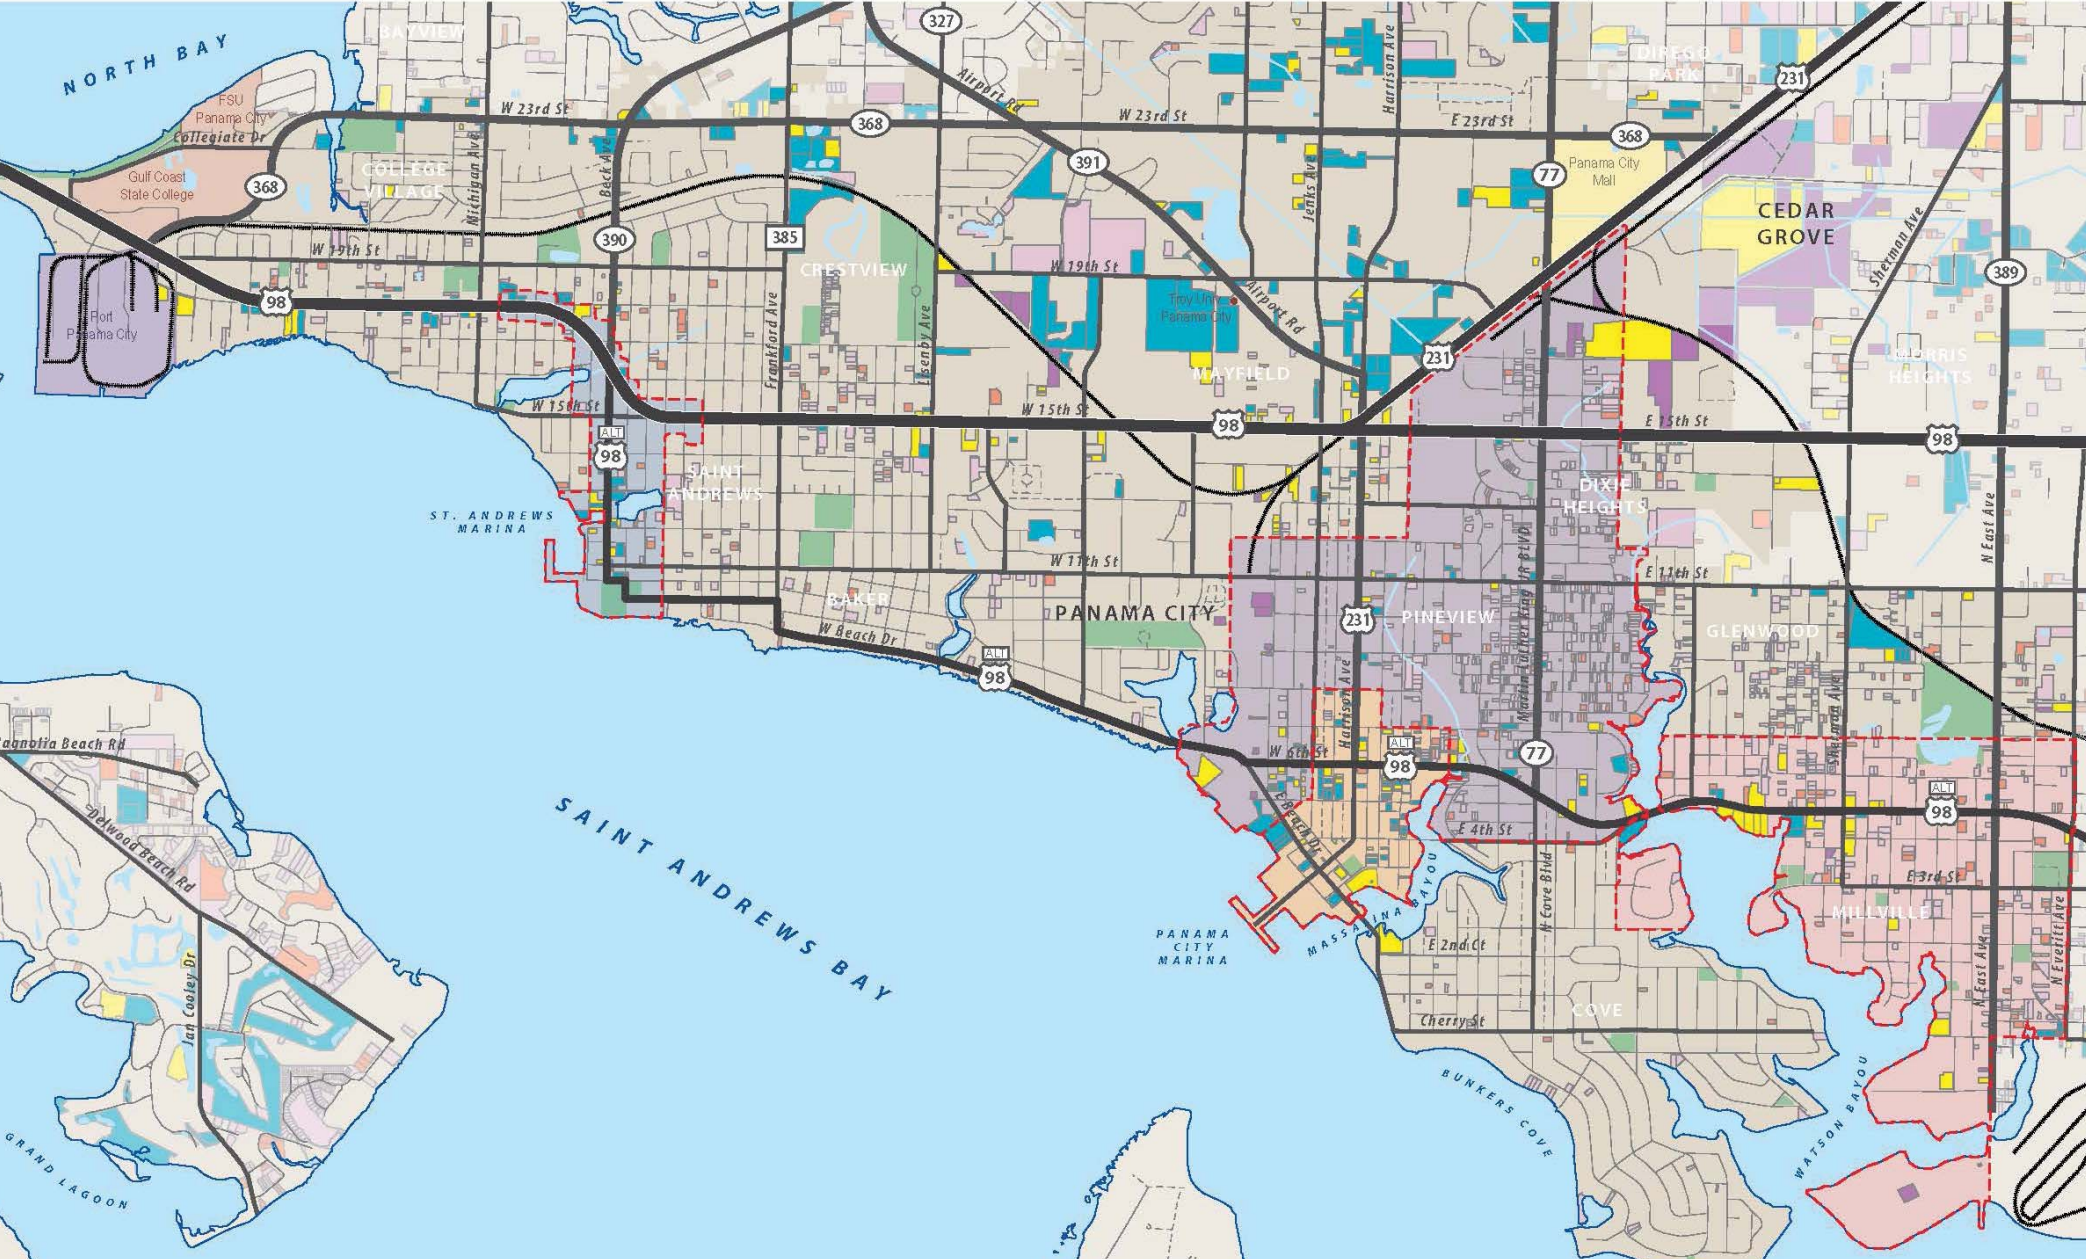 BAYVIEW
327
NORTH BAY
DIREGO
PARK
231
FSU
Panama City
Collegiate Dr
W 23rd St
368
Airport Rd
W 23rd St
Harrison Ave
E 23rd St
368
Gulf Coast
State College
368
COLLEGE
VILLAGE
Michigan Ave
Beck Ave
391
Jenks Ave
77
Panama City
Mall
CEDAR
GROVE
Sherman Ave
389
W 19th St
390
385
CRESTVIEW
W 19th St
98
Port
Panama City
Frankford Ave
Lisenby Ave
Troy Univ
Panama City
Airport Rd
MAYFIELD
231
MORRIS
HEIGHTS
W 15th St
W 15th St
98
E 15th St
98
ALT
98
SAINT
ANDREWS
DIXIE
HEIGHTS
ST. ANDREWS
MARINA
N East Ave
W 11th St
E 11th St
BAKER
PANAMA CITY
231
PINEVIEW
Martin Luther King JR BLVD
GLENWOOD
W Beach Dr
ALT
98
Harrison Ave
Sherman Ave
agnolia Beach Rd
W 6th St
ALT
98
77
ALT
98
Delwood Beach Rd
SAINT ANDREWS BAY
E Beach Dr
E 4th St
E 3rd St
N Cove Blvd
MILLVILLE
PANAMA
CITY
MARINA
MASSALINA BAYOU
E 2nd Ct
N East Ave
N Everitt Ave
Jan Cooley Dr
COVE
Cherry St
BUNKERS COVE
WATSON BAYOU
GRAND LAGOON